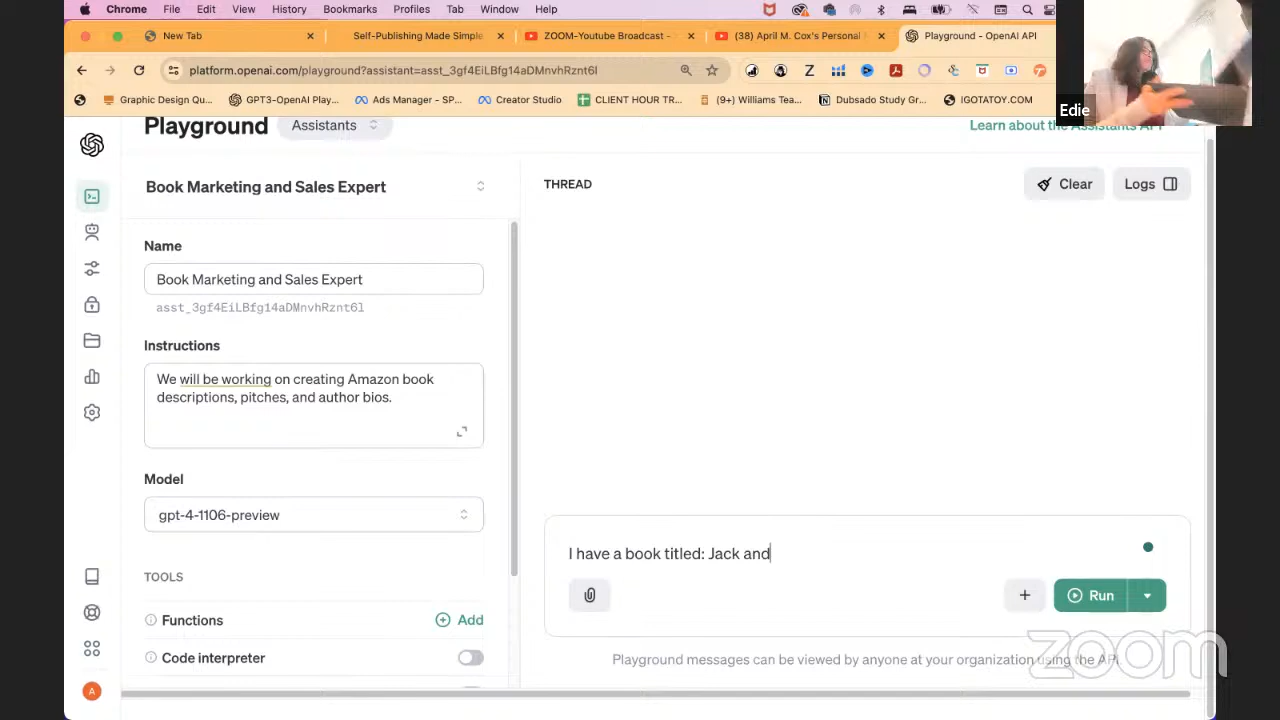 Chrome File Edit View History Bookmarks Profiles Tab Window Help
New Tab
Self-Publishing Made Simple
ZOOM-Youtube Broadcast -
(38) April M. Cox's Personal
Playground - OpenAI API
platform.openai.com/playground?assistant=asst_3gf4EiLBfg14aDMnvhRznt6l
Graphic Design Qu...
GPT3-OpenAI Play...
Ads Manager - SP...
Creator Studio
CLIENT HOUR TR...
(9+) Williams Tea...
Dubsado Study Gr...
IGOTATOY.COM
Edie
Playground
Assistants
Learn about the Assistants API
Book Marketing and Sales Expert
THREAD
Clear
Logs
Name
Book Marketing and Sales Expert
asst_3gf4EiLBfg14aDMnvhRznt6l
Instructions
We will be working on creating Amazon book
descriptions, pitches, and author bios.
Model
gpt-4-1106-preview
I have a book titled: Jack and
Run
TOOLS
Functions
Add
Code interpreter
Playground messages can be viewed by anyone at your organization using the API.
zoom
A